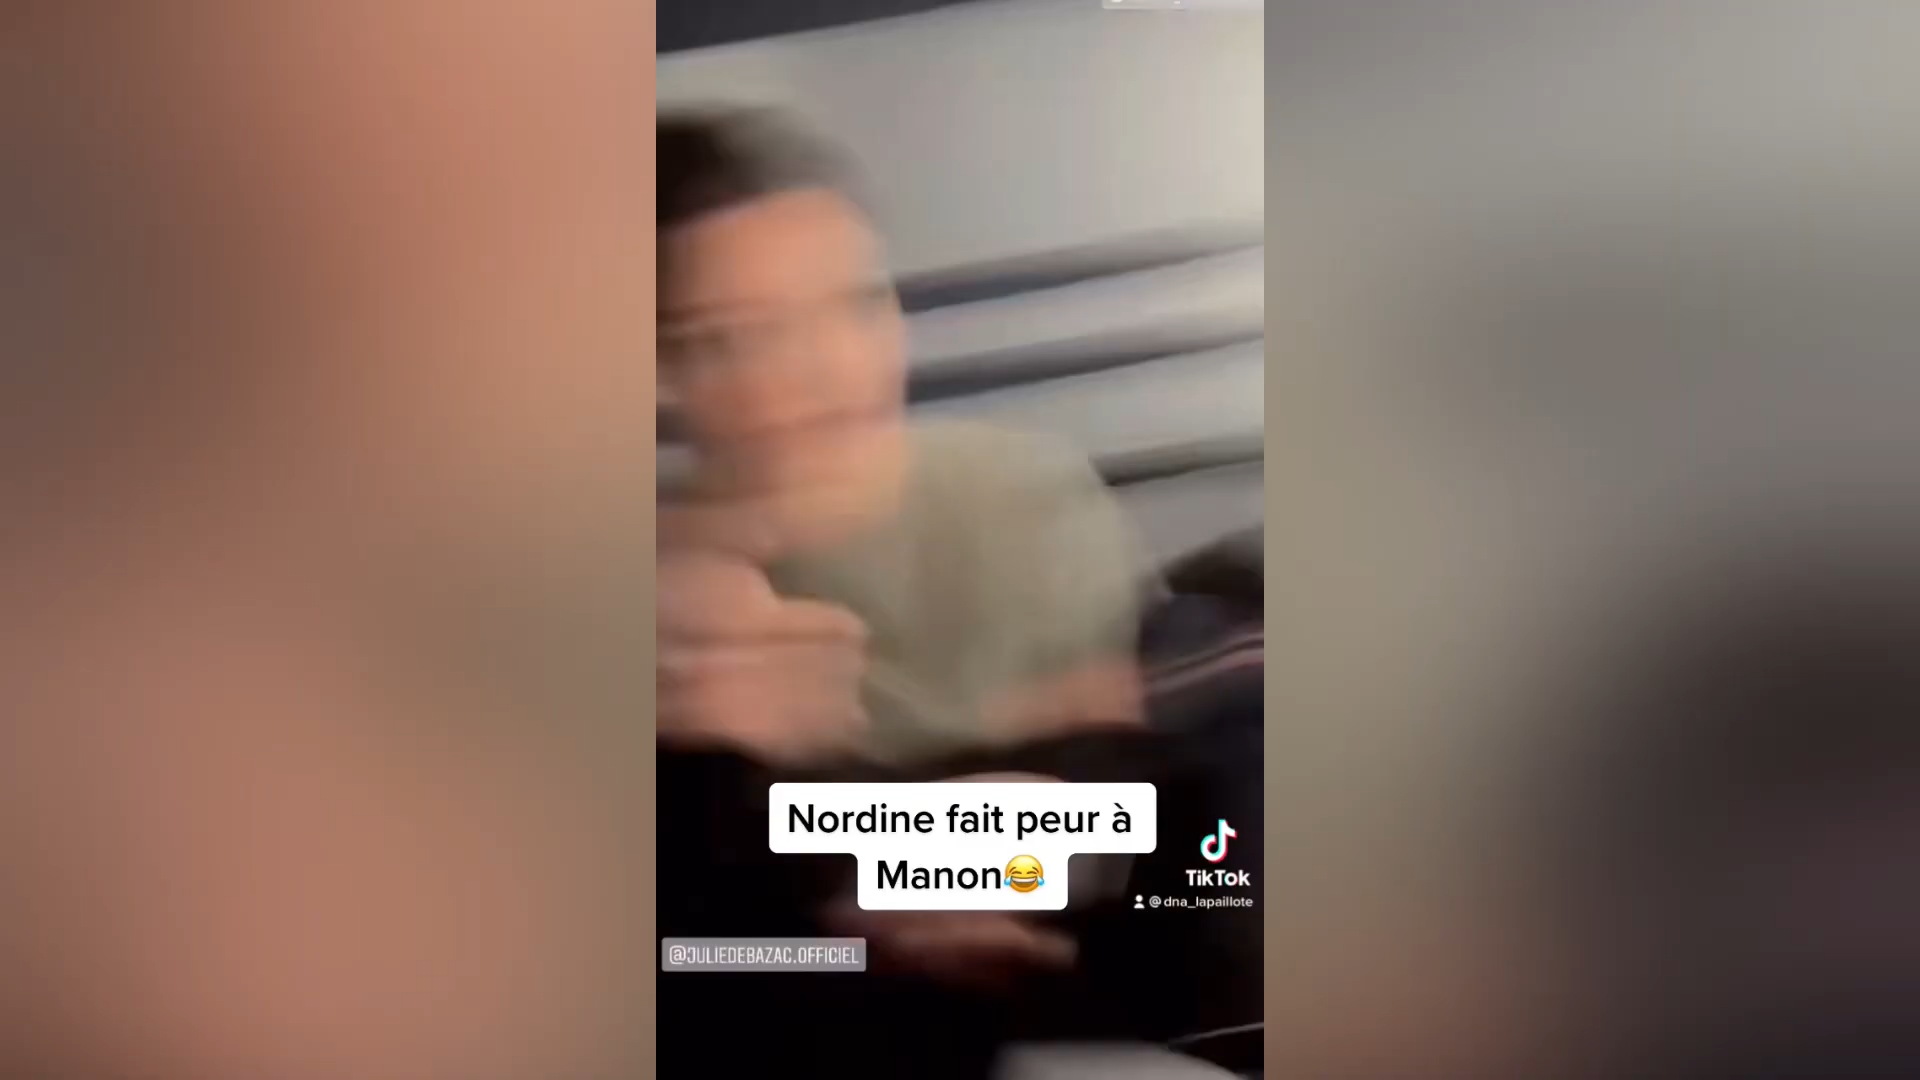 Nordine fait peur à
Manon😂
TikTok
@dna_lapaillote
@JULIEDEBAZAC.OFFICIEL